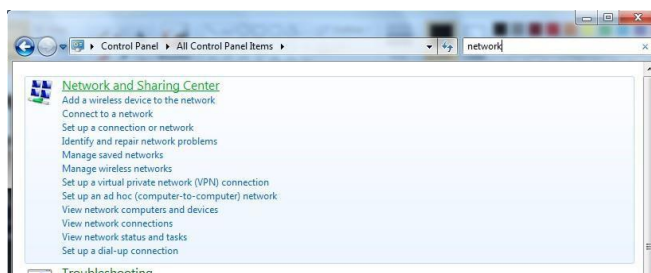 Control Panel ▸ All Control Panel Items ▸ network
Network and Sharing Center
Add a wireless device to the network
Connect to a network
Set up a connection or network
Identify and repair network problems
Manage saved networks
Manage wireless networks
Set up a virtual private network (VPN) connection
Set up an ad hoc (computer-to-computer) network
View network computers and devices
View network connections
View network status and tasks
Set up a dial-up connection
Troubleshooting